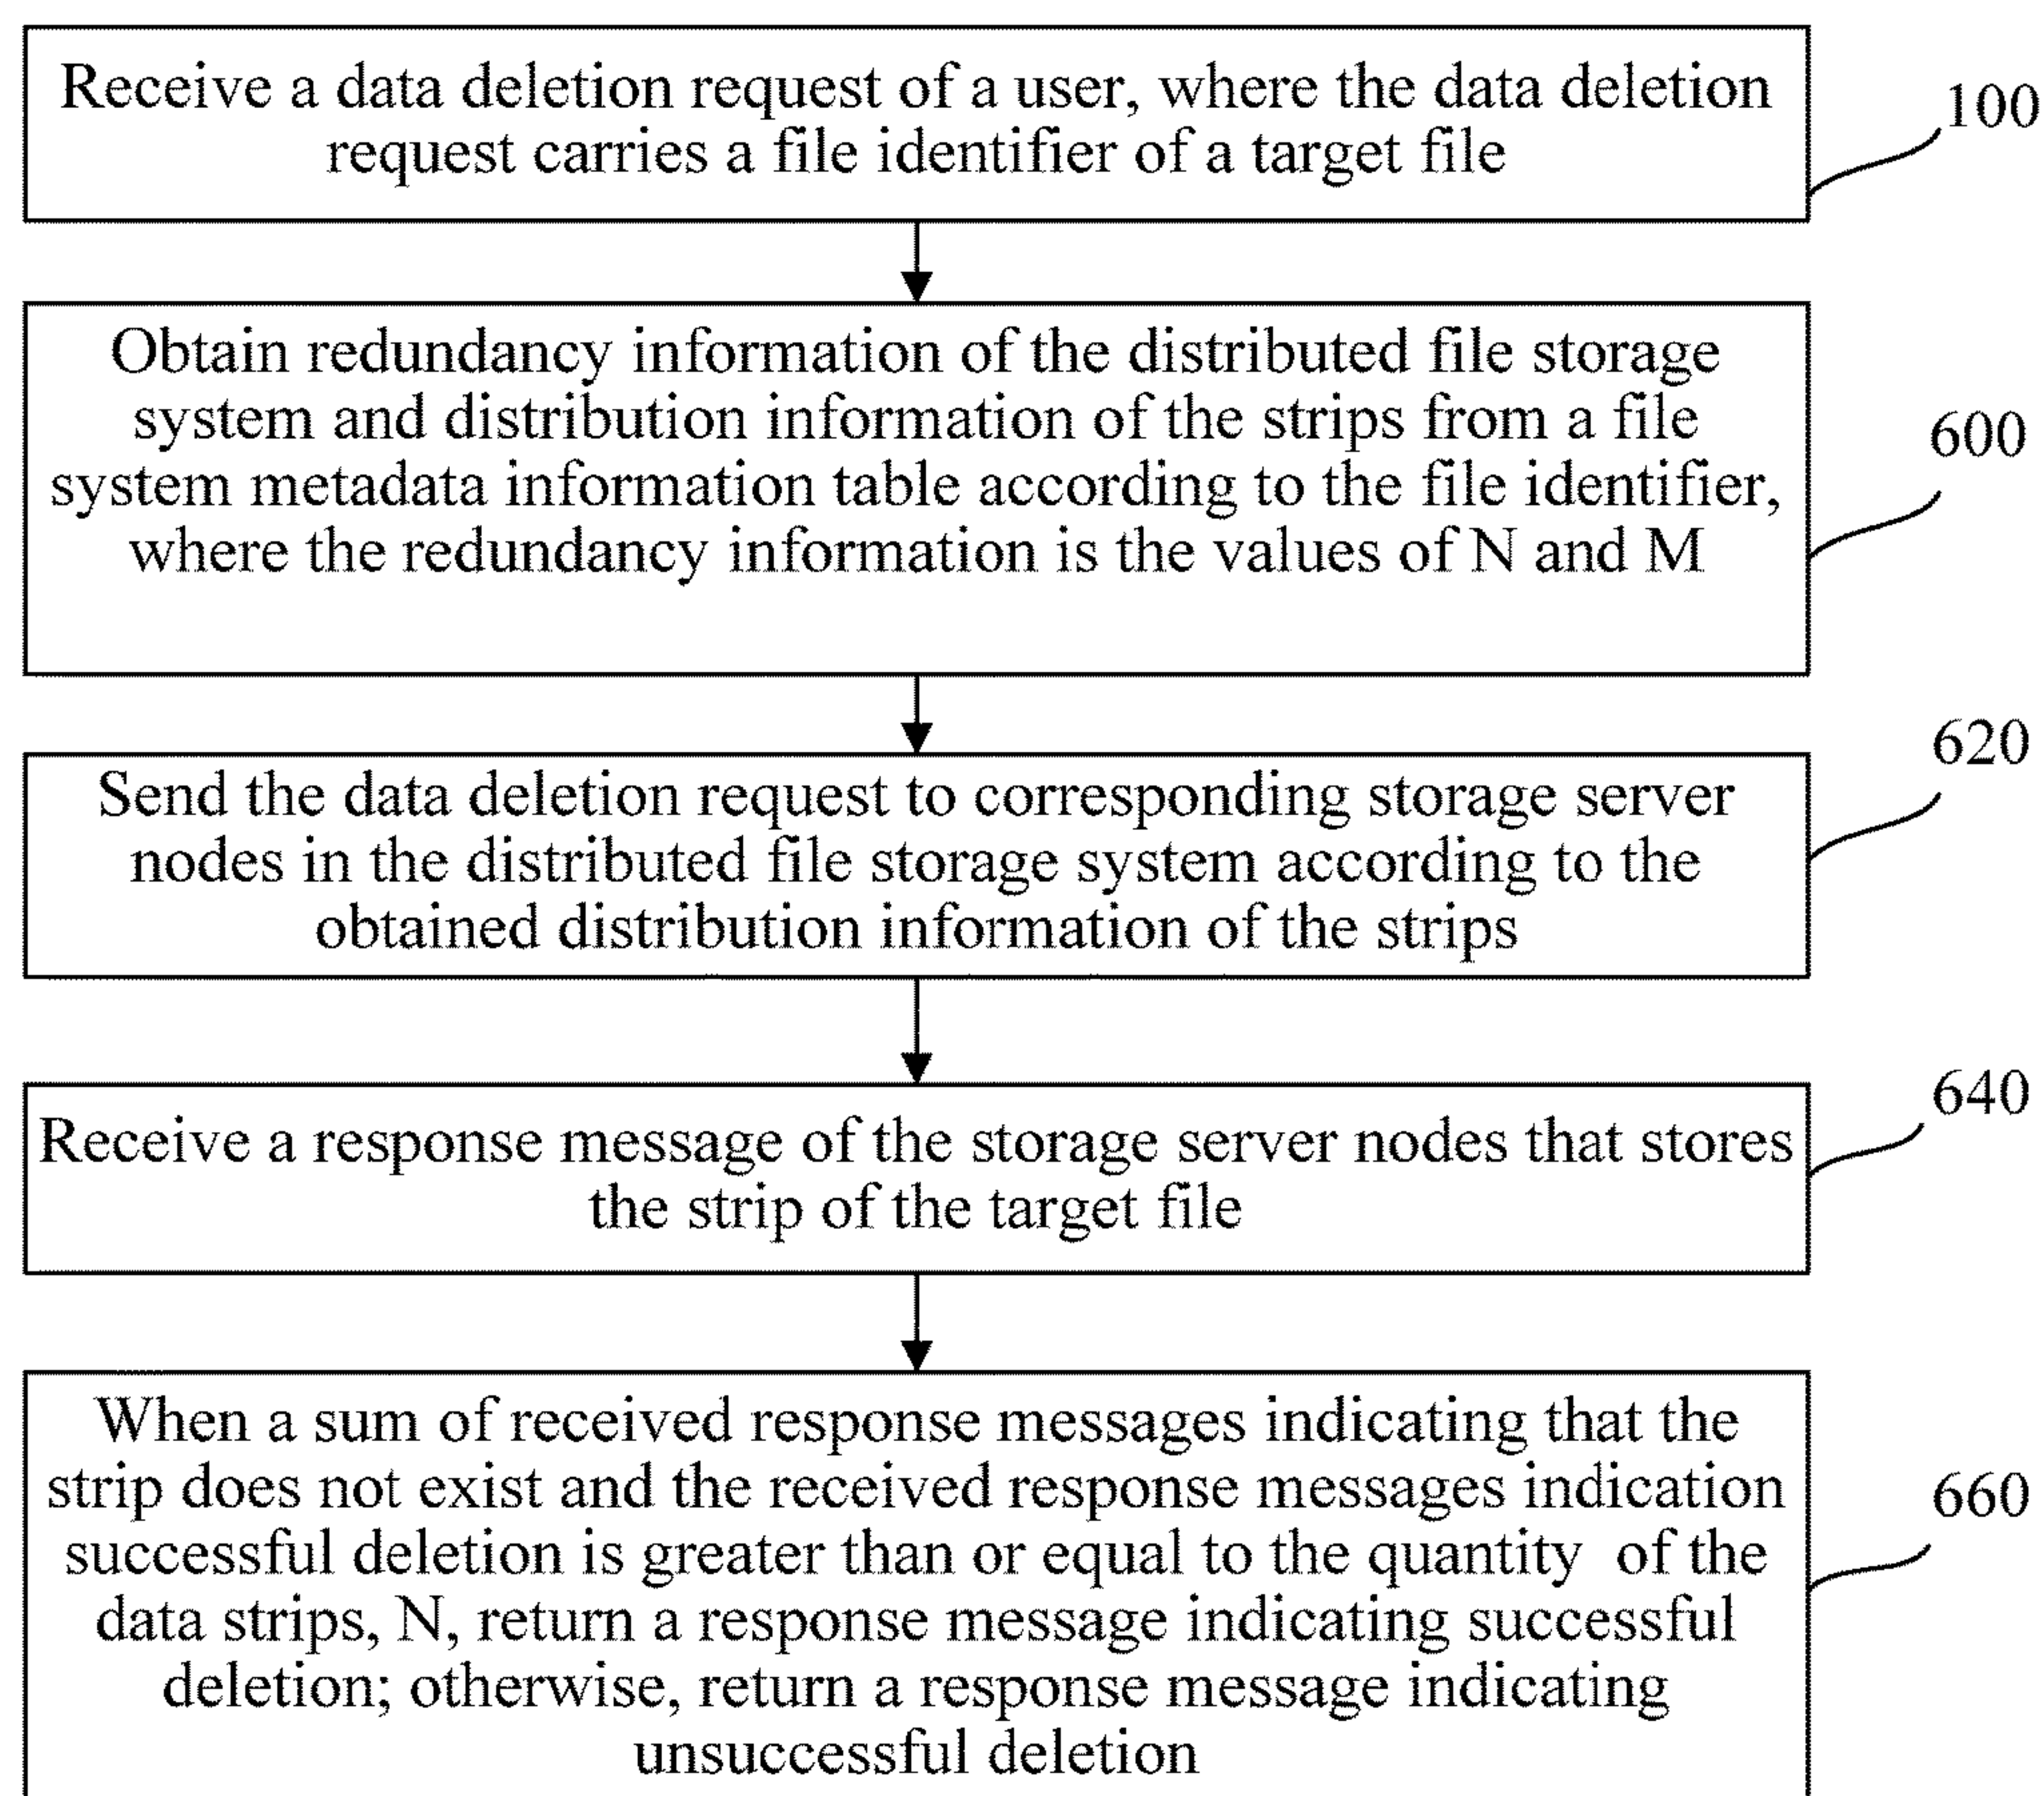 Receive a data deletion request of a user, where the data deletion
request carries a file identifier of a target file
100
Obtain redundancy information of the distributed file storage
system and distribution information of the strips from a file
system metadata information table according to the file identifier,
where the redundancy information is the values of N and M
600
Send the data deletion request to corresponding storage server
nodes in the distributed file storage system according to the
obtained distribution information of the strips
620
Receive a response message of the storage server nodes that stores
the strip of the target file
640
When a sum of received response messages indicating that the
strip does not exist and the received response messages indication
successful deletion is greater than or equal to the quantity of the
data strips, N, return a response message indicating successful
deletion; otherwise, return a response message indicating
unsuccessful deletion
660